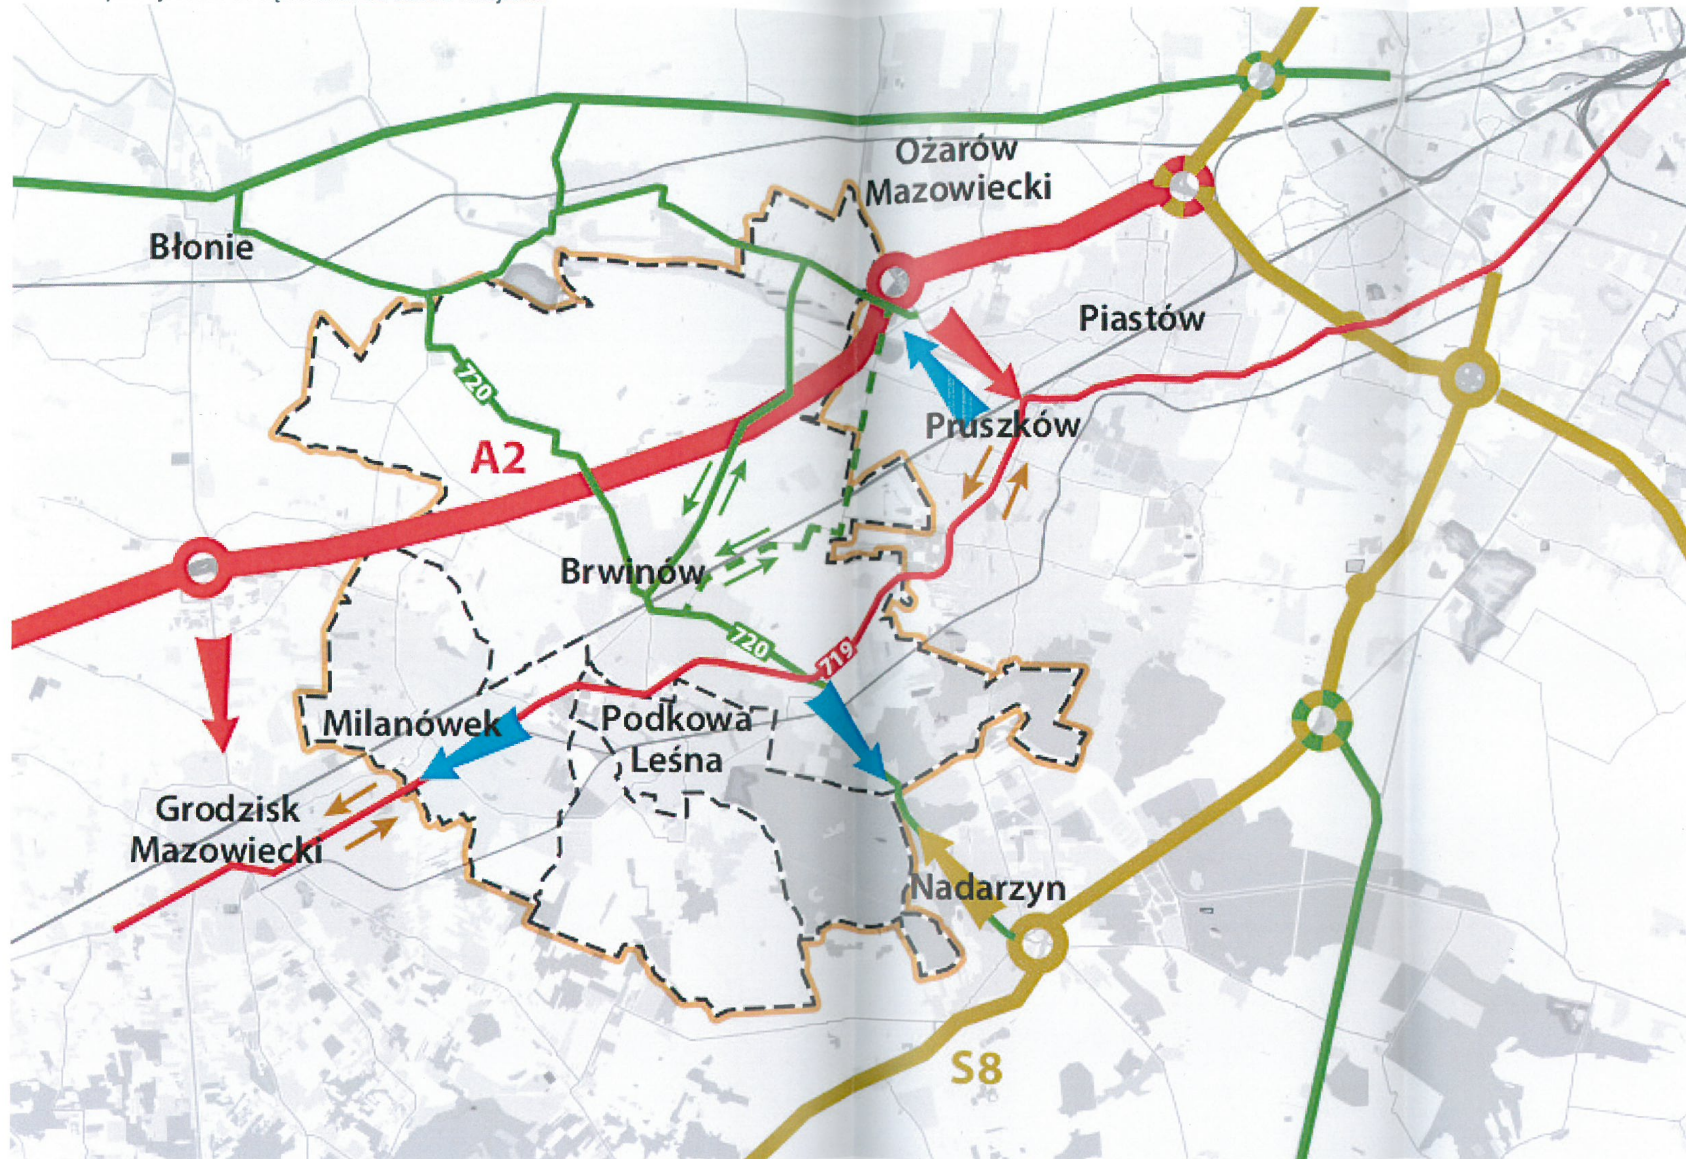 Ożarów
Mazowiecki
Błonie
Piastów
720
Pruszków
A2
Brwinów
720
719
Milanówek
Podkowa
Leśna
Grodzisk
Mazowiecki
Nadarzyn
S8